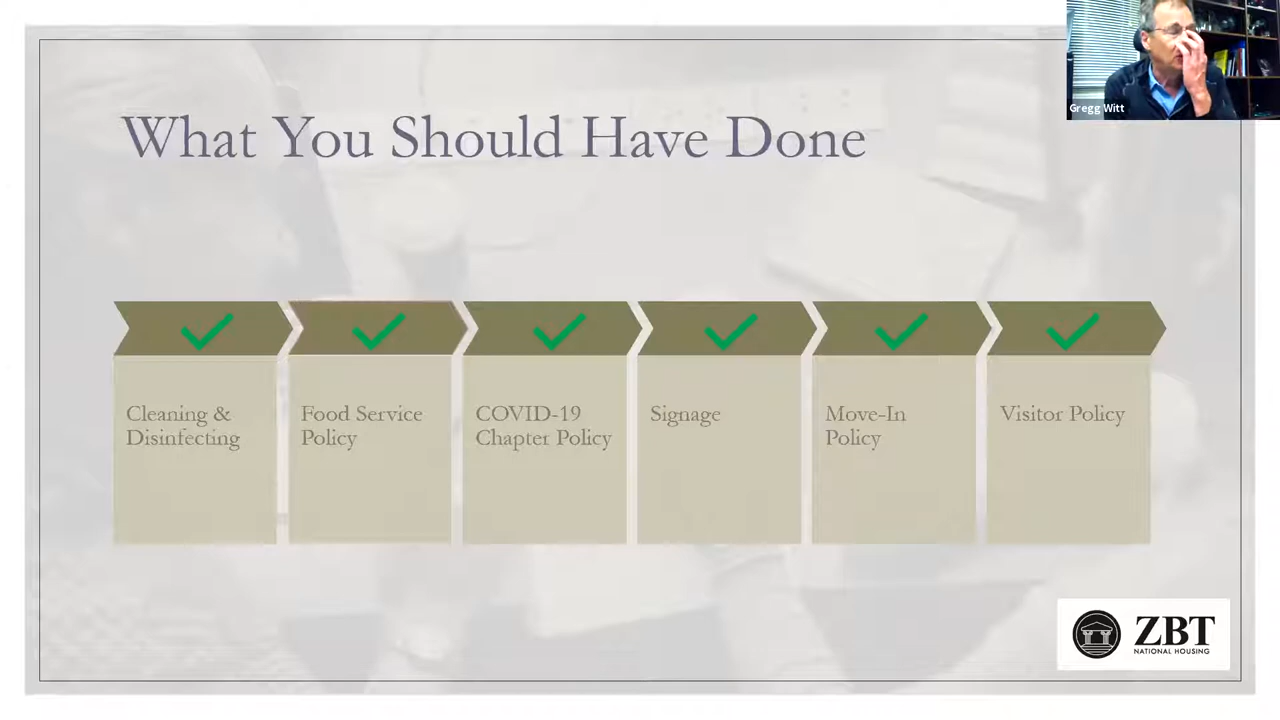 Gregg Witt
What You Should Have Done
Cleaning &
Disinfecting
Food Service
Policy
COVID-19
Chapter Policy
Signage
Move-In
Policy
Visitor Policy
ZBT
NATIONAL HOUSING